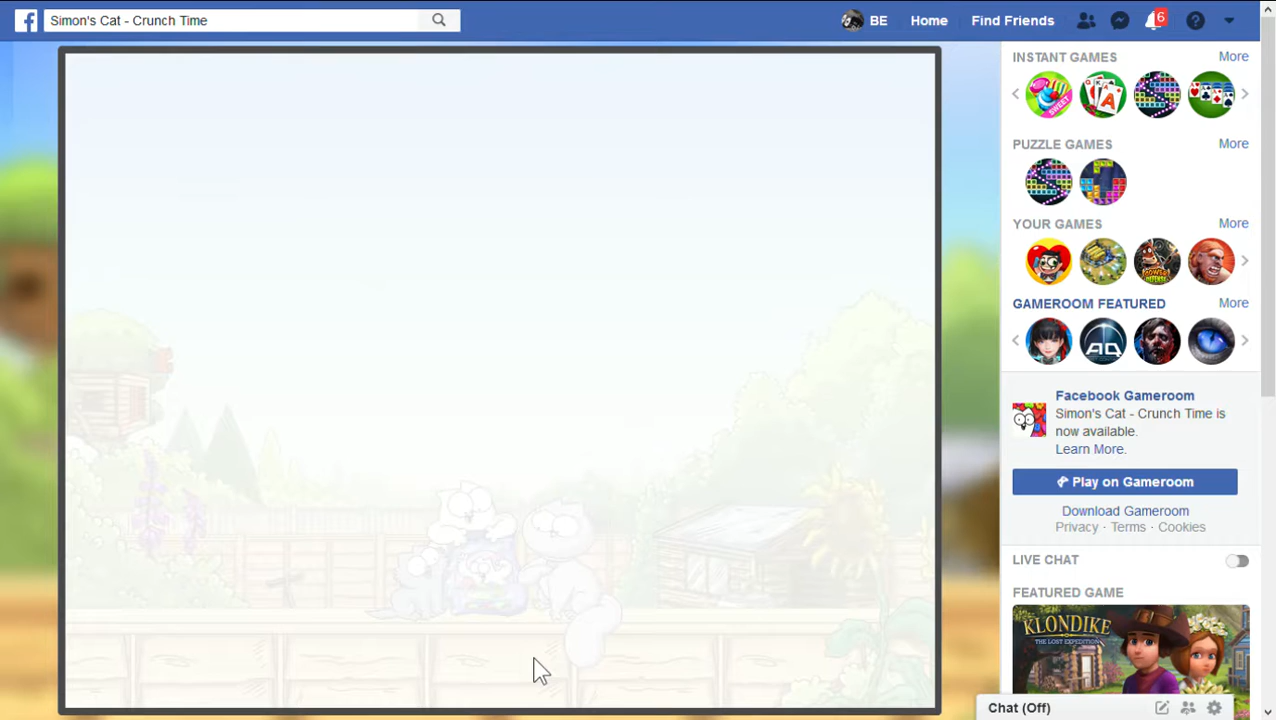 Simon's Cat - Crunch Time
BE Home Find Friends 6
INSTANT GAMES More
PUZZLE GAMES More
YOUR GAMES More
GAMEROOM FEATURED More
Facebook Gameroom
Simon's Cat - Crunch Time is
now available.
Learn More.
Play on Gameroom
Download Gameroom
Privacy · Terms · Cookies
LIVE CHAT
FEATURED GAME
KLONDIKE
THE LOST EXPEDITION
Chat (Off)